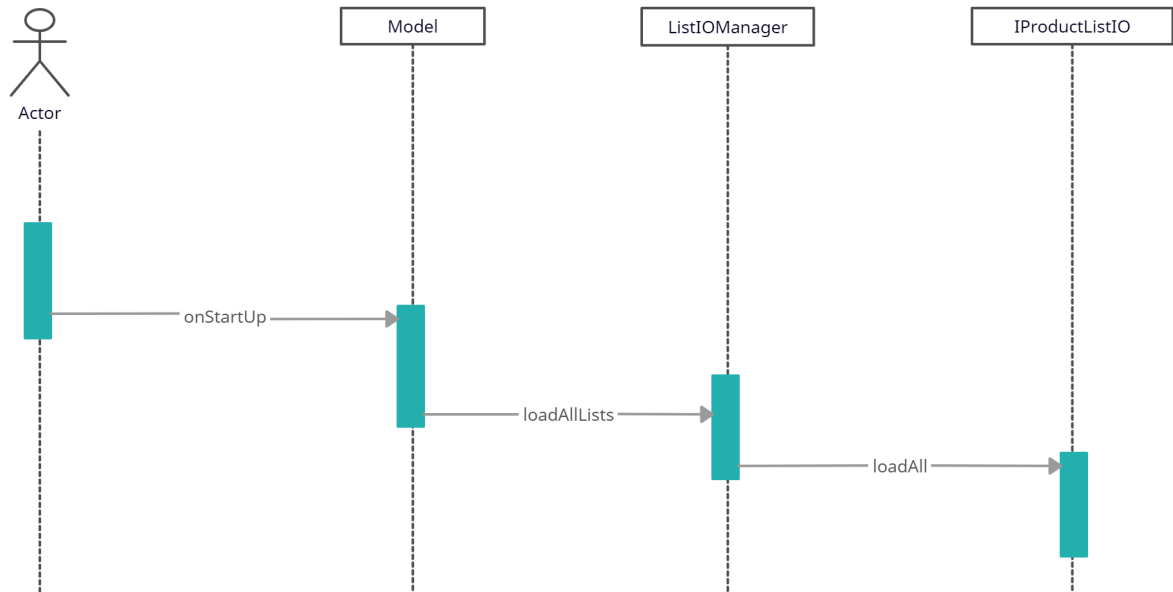 Model
ListIOManager
IProductListIO
Actor
onStartUp
loadAllLists
loadAll